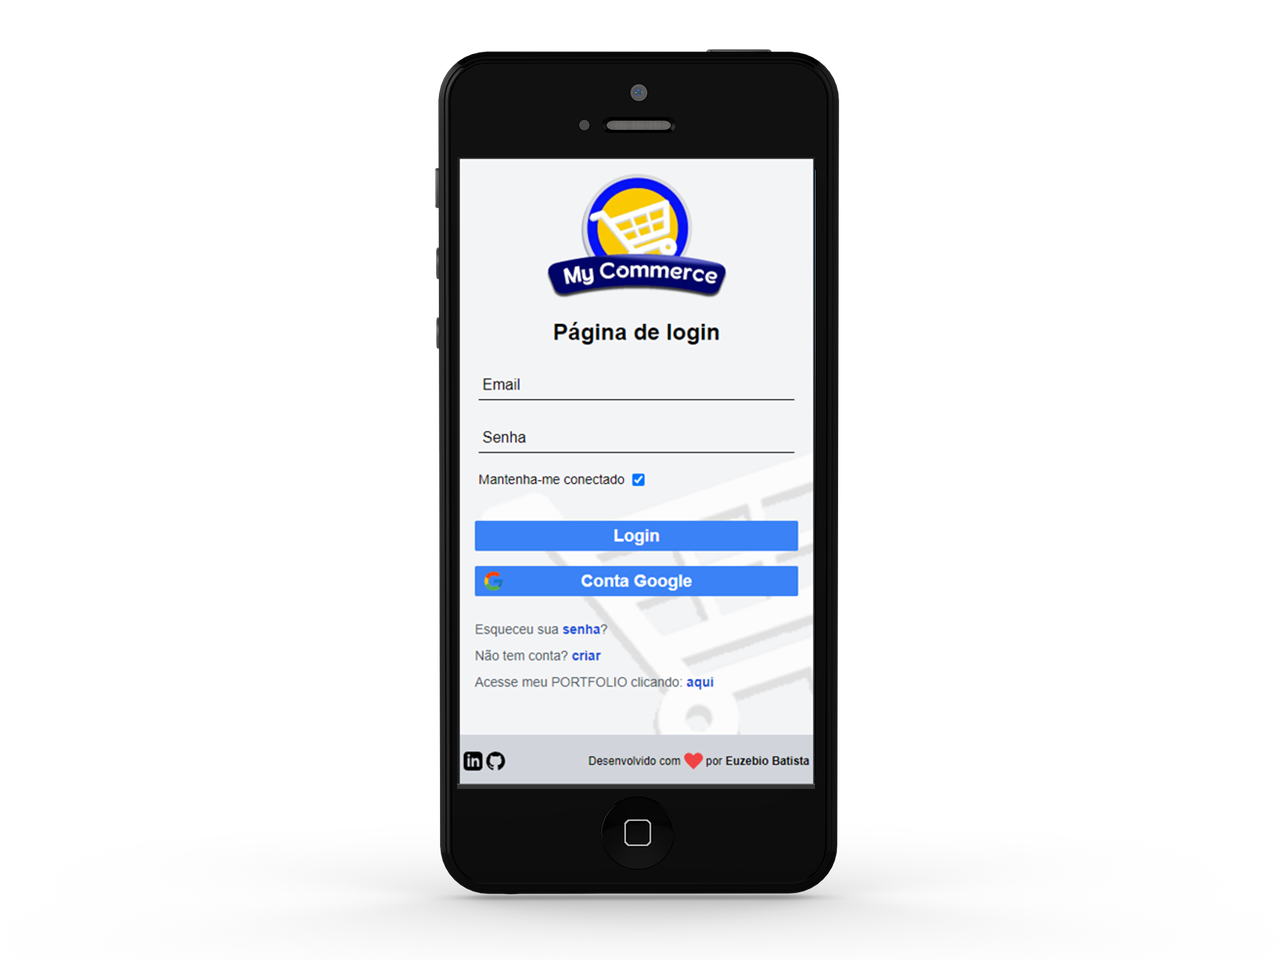 My Commerce
Página de login
Email
Senha
Mantenha-me conectado
Login
Conta Google
Esqueceu sua senha?
Não tem conta? criar
Acesse meu PORTFOLIO clicando: aqui
in
Desenvolvido com por Euzebio Batista